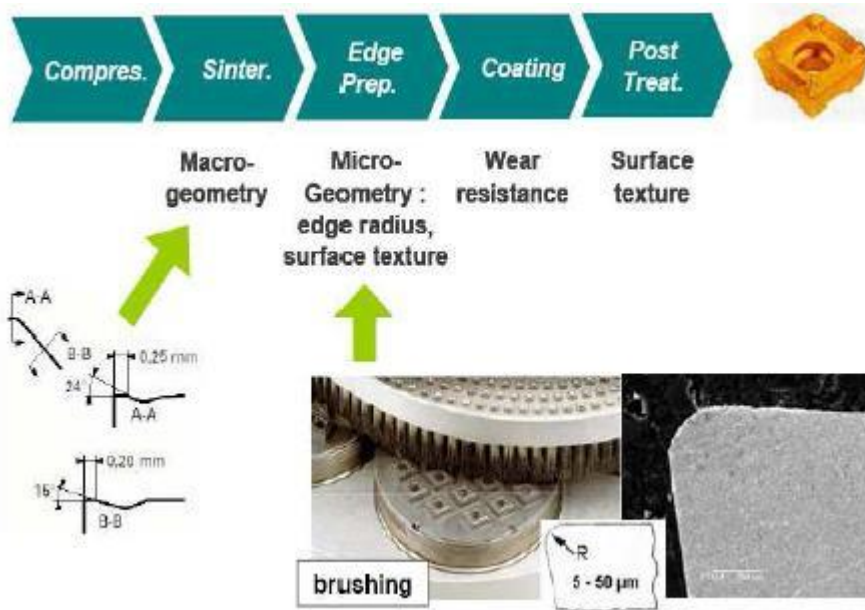 Compres.
Sinter.
Edge
Prep.
Coating
Post
Treat.
Macro-
geometry
Micro-
Geometry :
edge radius,
surface texture
Wear
resistance
Surface
texture
A-A
B-B
0,25 mm
24°
A-A
0,20 mm
15°
B-B
brushing
R
5 - 50 µm